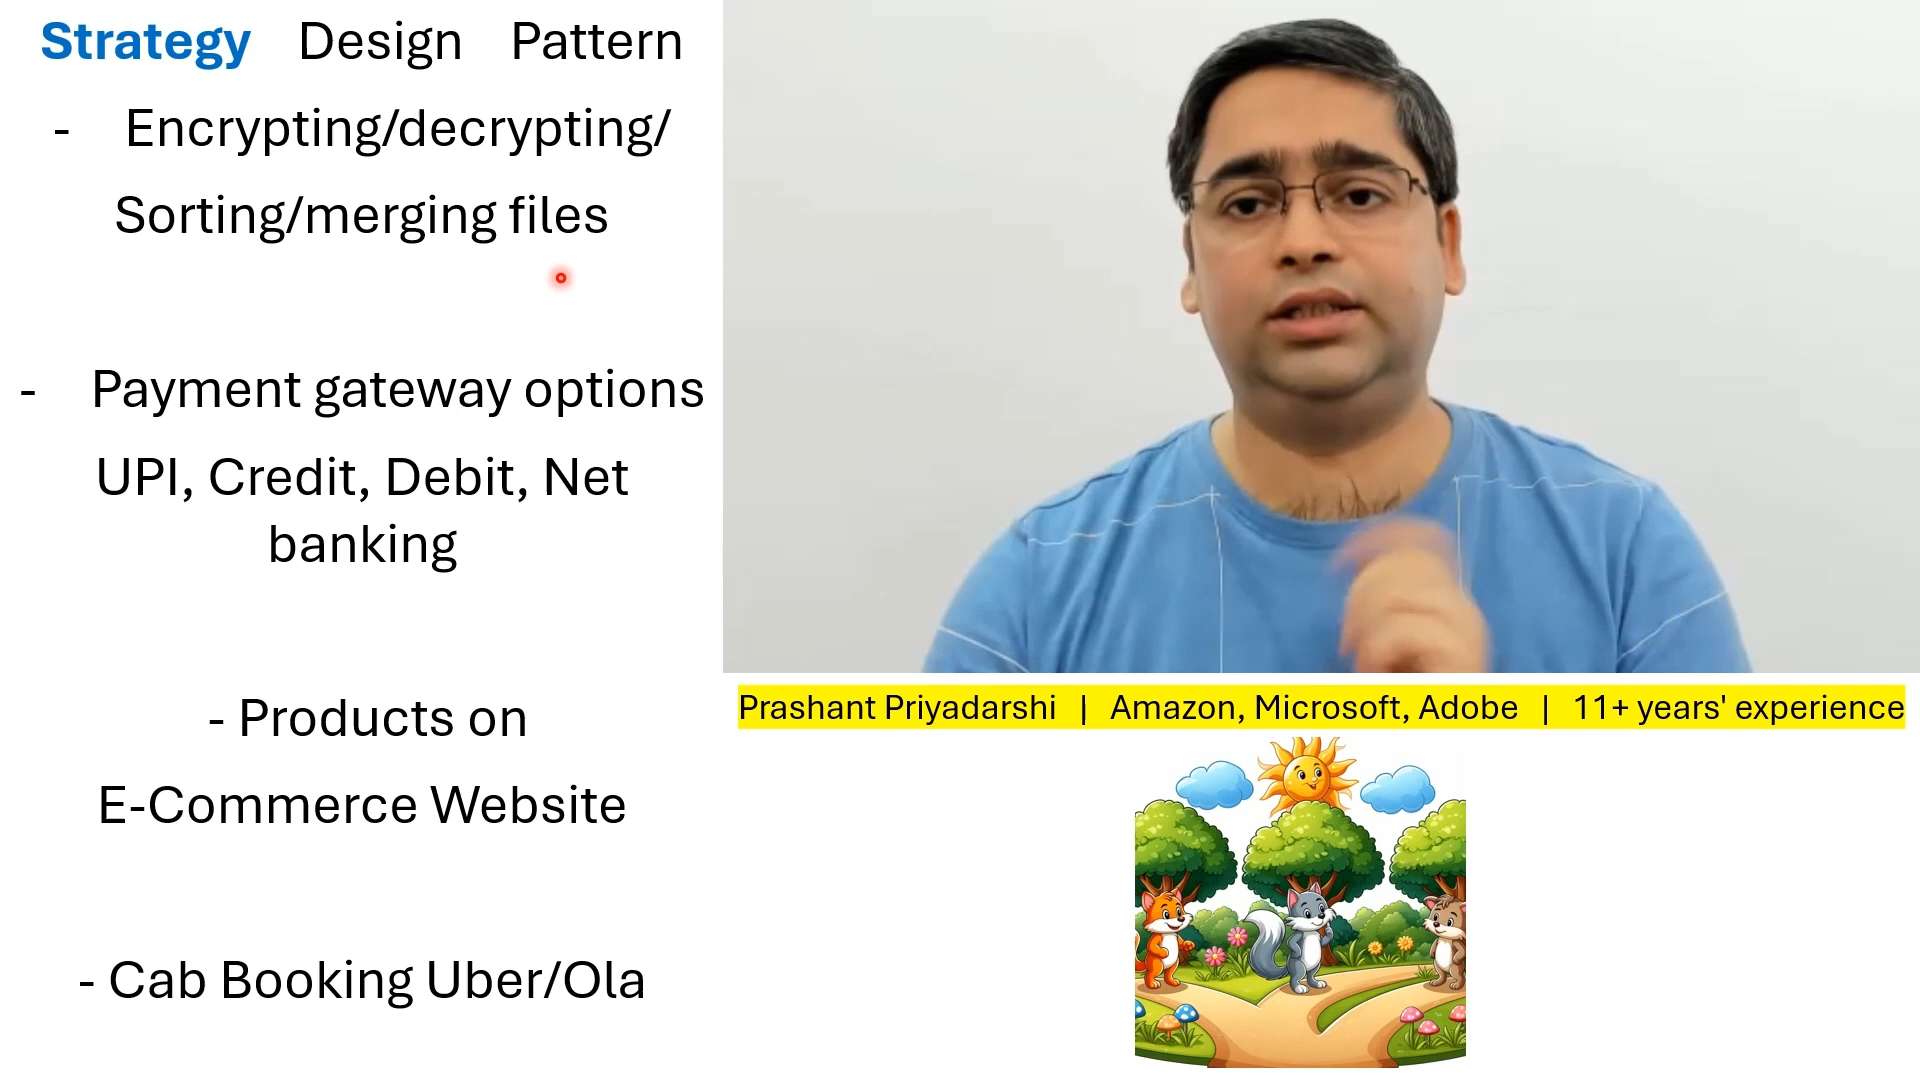 Strategy Design Pattern
- Encrypting/decrypting/
Sorting/merging files
- Payment gateway options
UPI, Credit, Debit, Net
banking
- Products on
E-Commerce Website
- Cab Booking Uber/Ola
Prashant Priyadarshi | Amazon, Microsoft, Adobe | 11+ years' experience